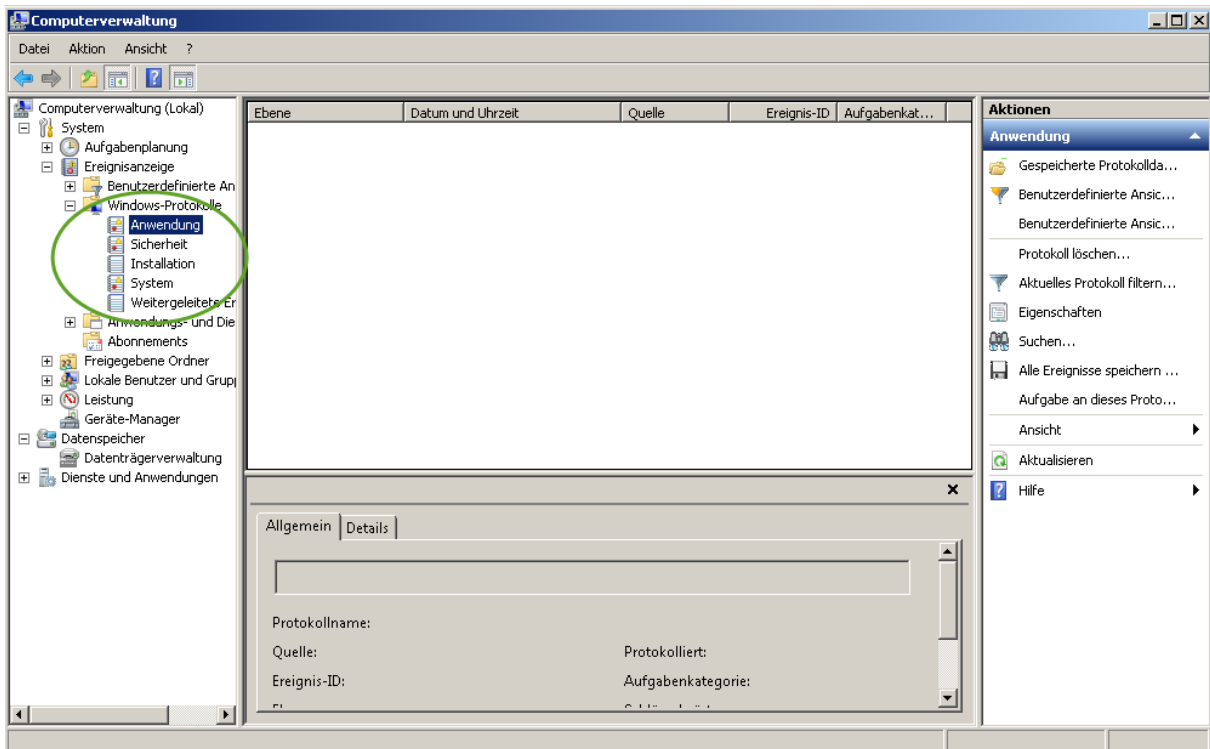 Computerverwaltung
Datei Aktion Ansicht ?
Computerverwaltung (Lokal)
System
Aufgabenplanung
Ereignisanzeige
Benutzerdefinierte An
Windows-Protokolle
Anwendung
Sicherheit
Installation
System
Weitergeleitete Er
Anwendungs- und Die
Abonnements
Freigegebene Ordner
Lokale Benutzer und Grupp
Leistung
Geräte-Manager
Datenspeicher
Datenträgerverwaltung
Dienste und Anwendungen
Ebene Datum und Uhrzeit Quelle Ereignis-ID Aufgabenkat...
Allgemein Details
Protokollname:
Quelle: Protokolliert:
Ereignis-ID: Aufgabenkategorie:
Aktionen
Anwendung
Gespeicherte Protokollda...
Benutzerdefinierte Ansic...
Benutzerdefinierte Ansic...
Protokoll löschen...
Aktuelles Protokoll filtern...
Eigenschaften
Suchen...
Alle Ereignisse speichern ...
Aufgabe an dieses Proto...
Ansicht
Aktualisieren
Hilfe